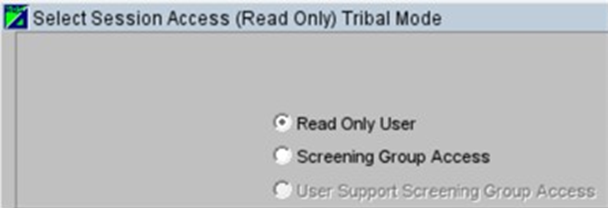 Select Session Access (Read Only) Tribal Mode
Read Only User
Screening Group Access
User Support Screening Group Access